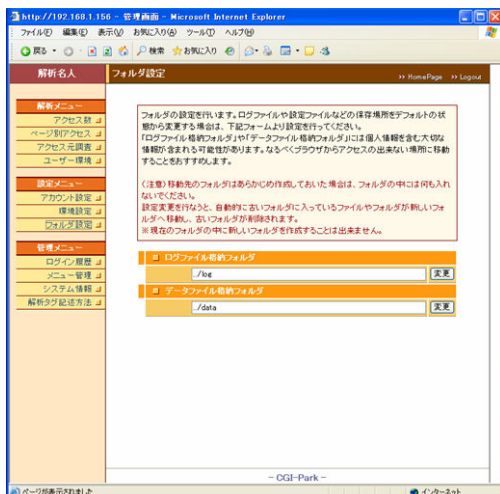 http://192.168.1.156 - 管理画面 - Microsoft Internet Explorer
ファイル(F) 編集(E) 表示(V) お気に入り(A) ツール(T) ヘルプ(H)
戻る 検索 お気に入り
解析名人
フォルダ設定
>> HomePage >> Logout
解析メニュー
アクセス数
ページ別アクセス
アクセス元調査
ユーザー環境
設定メニュー
アカウント設定
環境設定
フォルダ設定
管理メニュー
ログイン履歴
メニュー管理
システム情報
解析タグ記述方法
フォルダの設定を行います。ログファイルや設定ファイルなどの保存場所をデフォルトの状
態から変更する場合は、下記フォームより設定を行ってください。
「ログファイル格納フォルダ」や「データファイル格納フォルダ」には個人情報を含む大切な
情報が含まれる可能性があります。なるべくブラウザからアクセスの出来ない場所に移動
することをおすすめします。
(注意)移動先のフォルダはあらかじめ作成しておいた場合は、フォルダの中には何も入れ
ないでください。
設定変更を行なうと、自動的に古いフォルダに入っているファイルやフォルダが新しいフォ
ルダへ移動し、古いフォルダが削除されます。
※現在のフォルダの中に新しいフォルダを作成することは出来ません。
ログファイル格納フォルダ
../log
変更
データファイル格納フォルダ
../data
変更
- CGI-Park -
ページが表示されました
インターネット